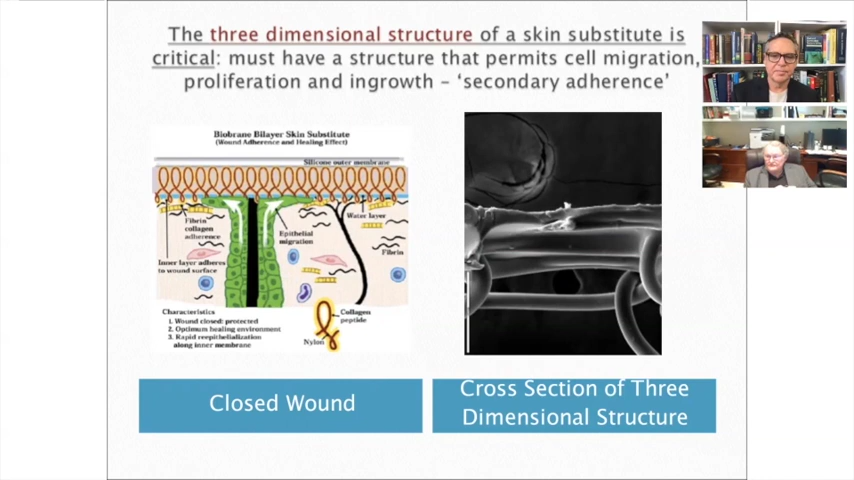 The three dimensional structure of a skin substitute is
critical: must have a structure that permits cell migration,
proliferation and ingrowth – ‘secondary adherence’
Biobrane Bilayer Skin Substitute
(Wound Adherence and Healing Effect)
Silicone outer membrane
Fibrin
collagen
adherence
Inner layer adheres
to wound surface
Epithelial
migration
Water layer
Fibrin
Characteristics
1. Wound closed: protected
2. Optimum healing environment
3. Rapid reepithelialization
along inner membrane
Collagen
peptide
Nylon
Closed Wound
Cross Section of Three
Dimensional Structure